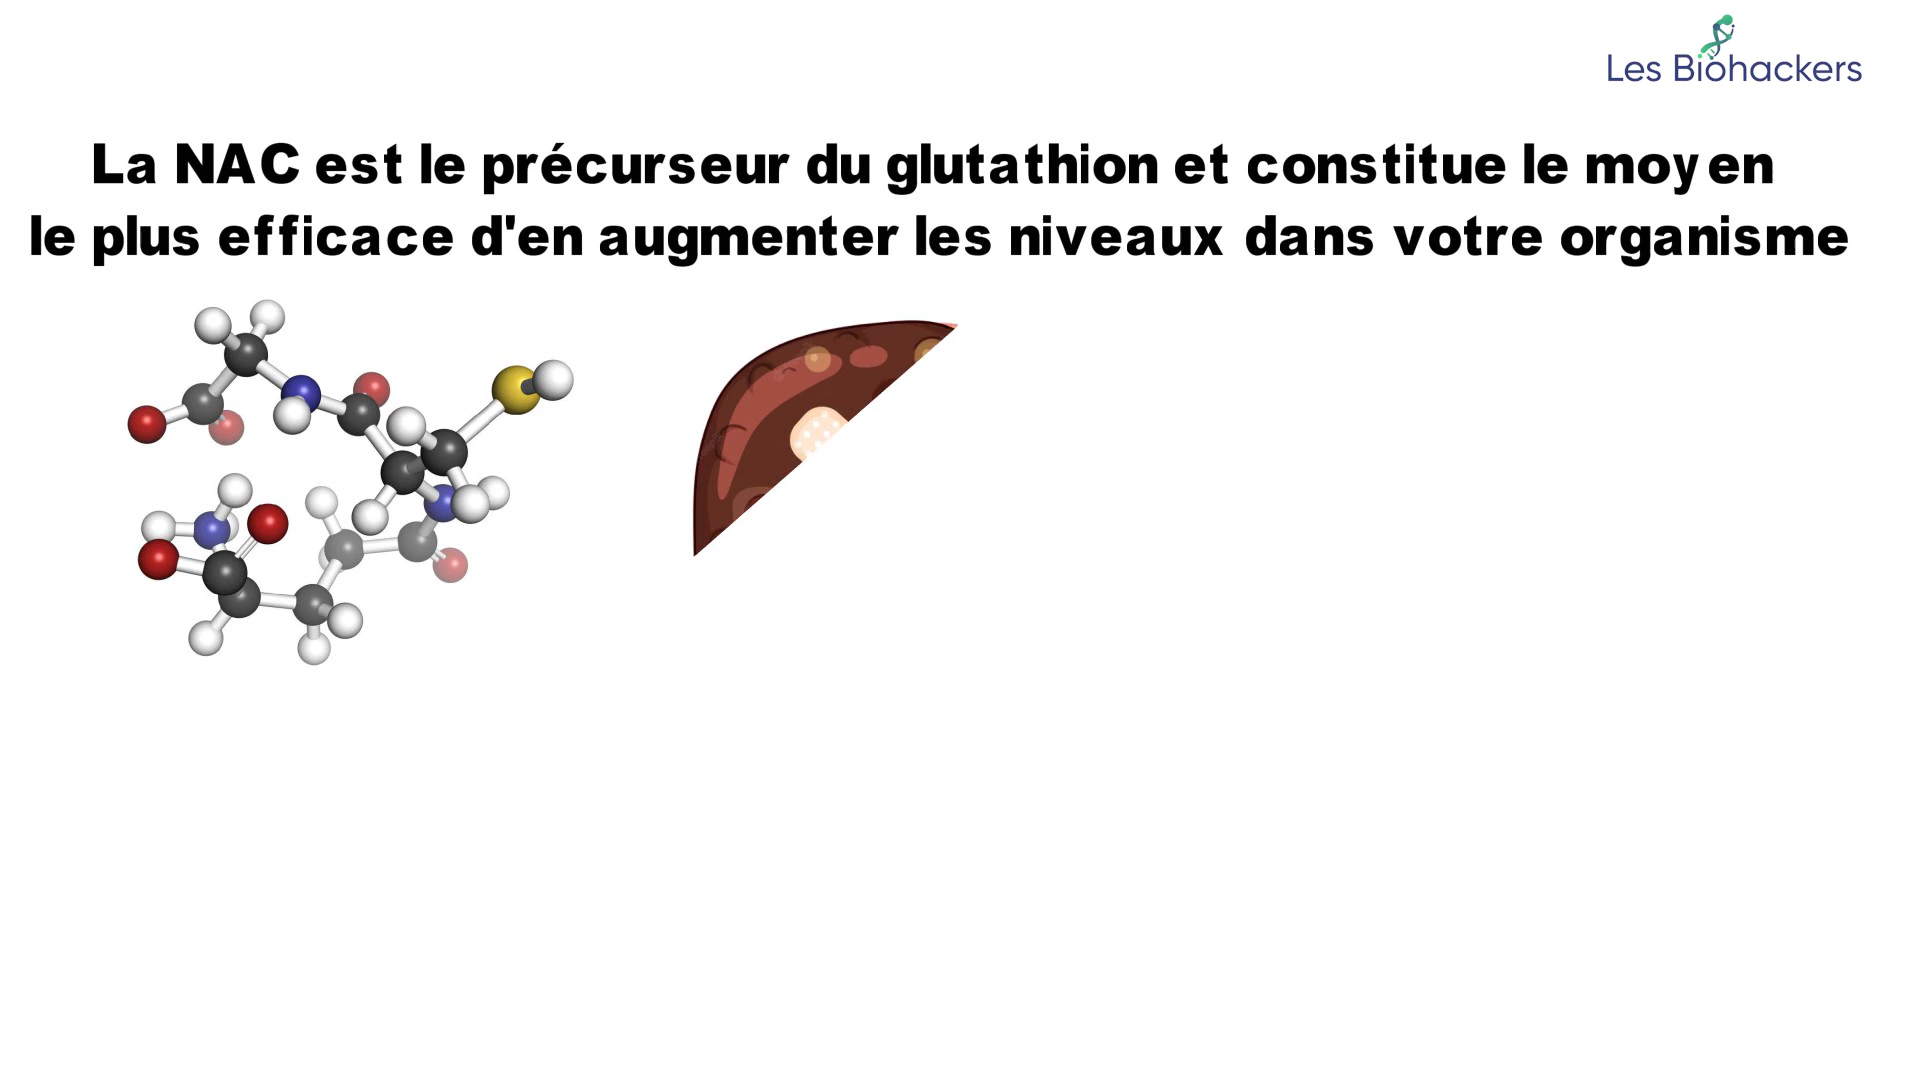 Les Biohackers
La NAC est le précurseur du glutathion et constitue le moyen
le plus efficace d'en augmenter les niveaux dans votre organisme